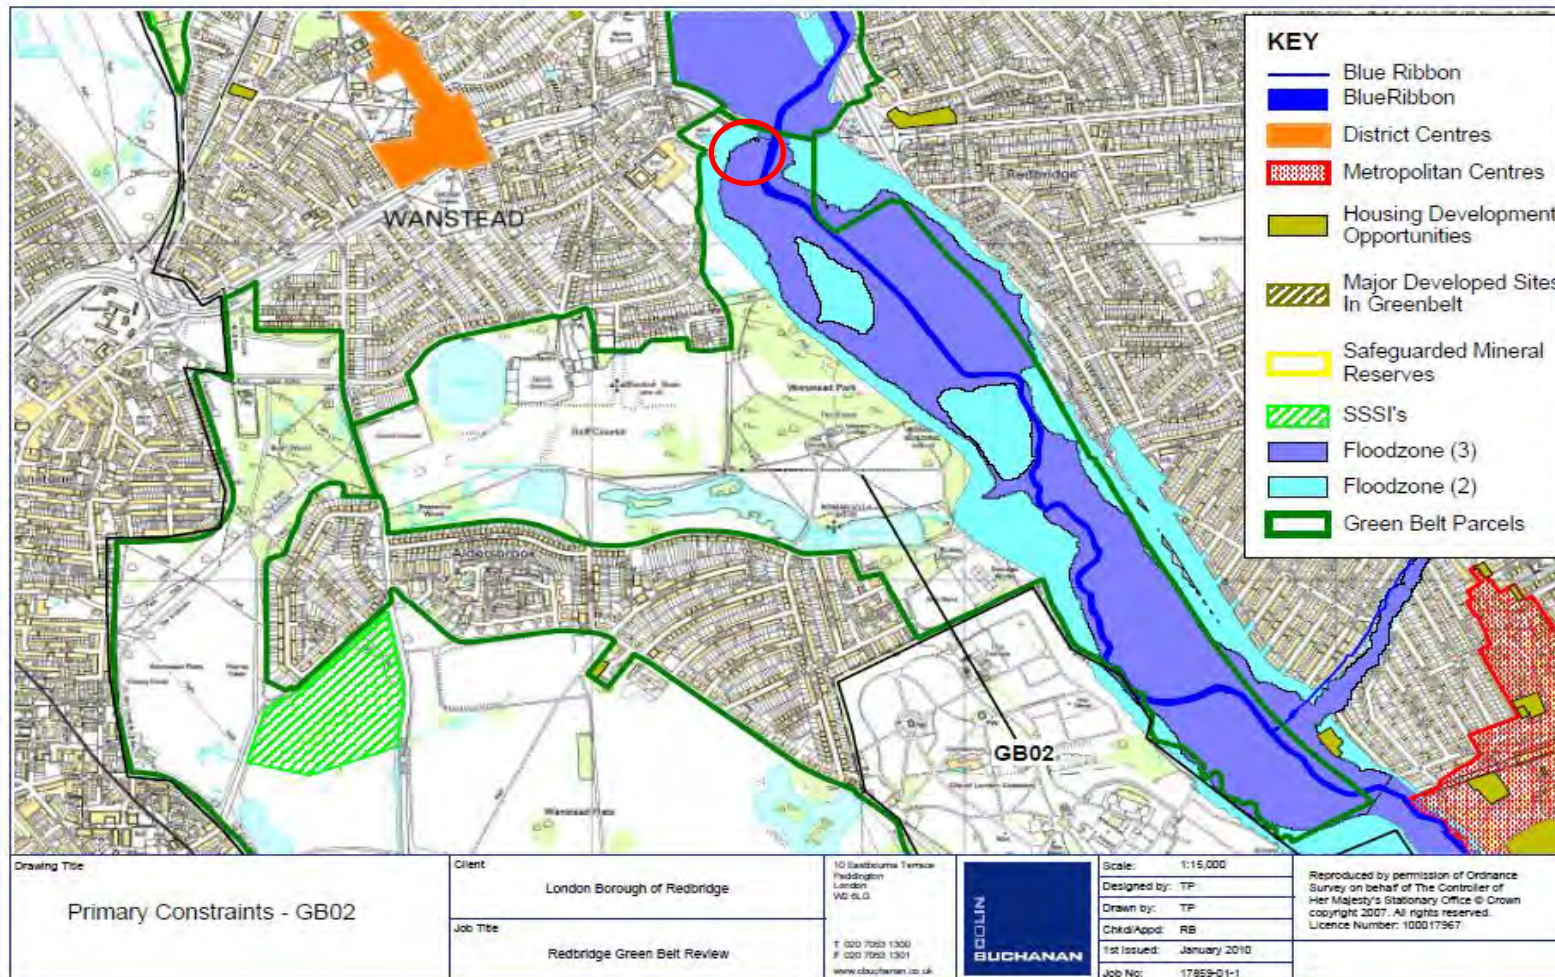 KEY
Blue Ribbon
BlueRibbon
District Centres
Metropolitan Centres
Housing Development
Opportunities
Major Developed Sites
In Greenbelt
Safeguarded Mineral
Reserves
SSSI's
Floodzone (3)
Floodzone (2)
Green Belt Parcels
WANSTEAD
Redbridge
Wanstead Park
Golf Course
Aldersbrook
GB02
Wanstead Flats
Drawing Title
Primary Constraints - GB02
Client
London Borough of Redbridge
Job Title
Redbridge Green Belt Review
10 Eastbourne Terrace
Paddington
London
W2 6LG
T 020 7053 1300
F 020 7053 1301
www.cbuchanan.co.uk
COLIN
BUCHANAN
Scale: 1:15,000
Designed by: TP
Drawn by: TP
Chkd/Appd: RB
1st Issued: January 2010
Job No: 17859-01-1
Reproduced by permission of Ordnance
Survey on behalf of The Controller of
Her Majesty's Stationary Office © Crown
copyright 2007. All rights reserved.
Licence Number: 100017967